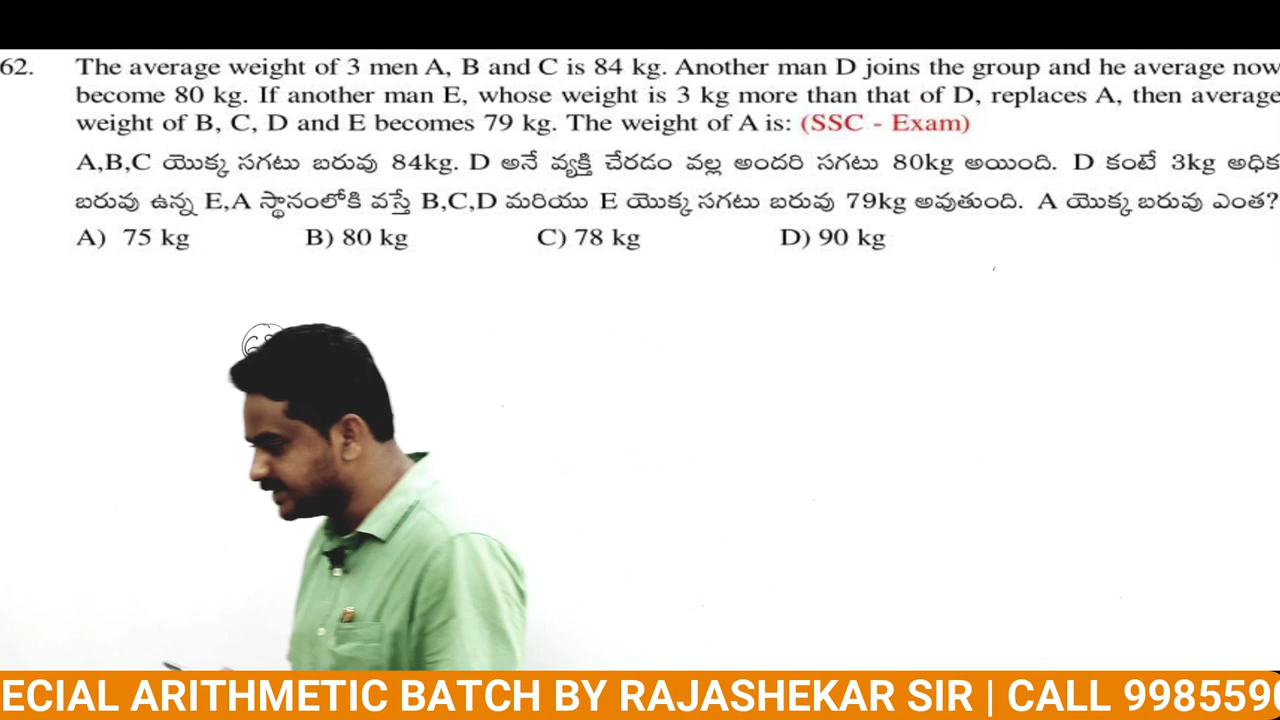 62. The average weight of 3 men A, B and C is 84 kg. Another man D joins the group and he average now
become 80 kg. If another man E, whose weight is 3 kg more than that of D, replaces A, then average
weight of B, C, D and E becomes 79 kg. The weight of A is: (SSC - Exam)
A,B,C యొక్క సగటు బరువు 84kg. D అనే వ్యక్తి చేరడం వల్ల అందరి సగటు 80kg అయింది. D కంటే 3kg అధిక
బరువు ఉన్న E,A స్థానంలోకి వస్తే B,C,D మరియు E యొక్క సగటు బరువు 79kg అవుతుంది. A యొక్క బరువు ఎంత?
A) 75 kg B) 80 kg C) 78 kg D) 90 kg
ECIAL ARITHMETIC BATCH BY RAJASHEKAR SIR | CALL 998559